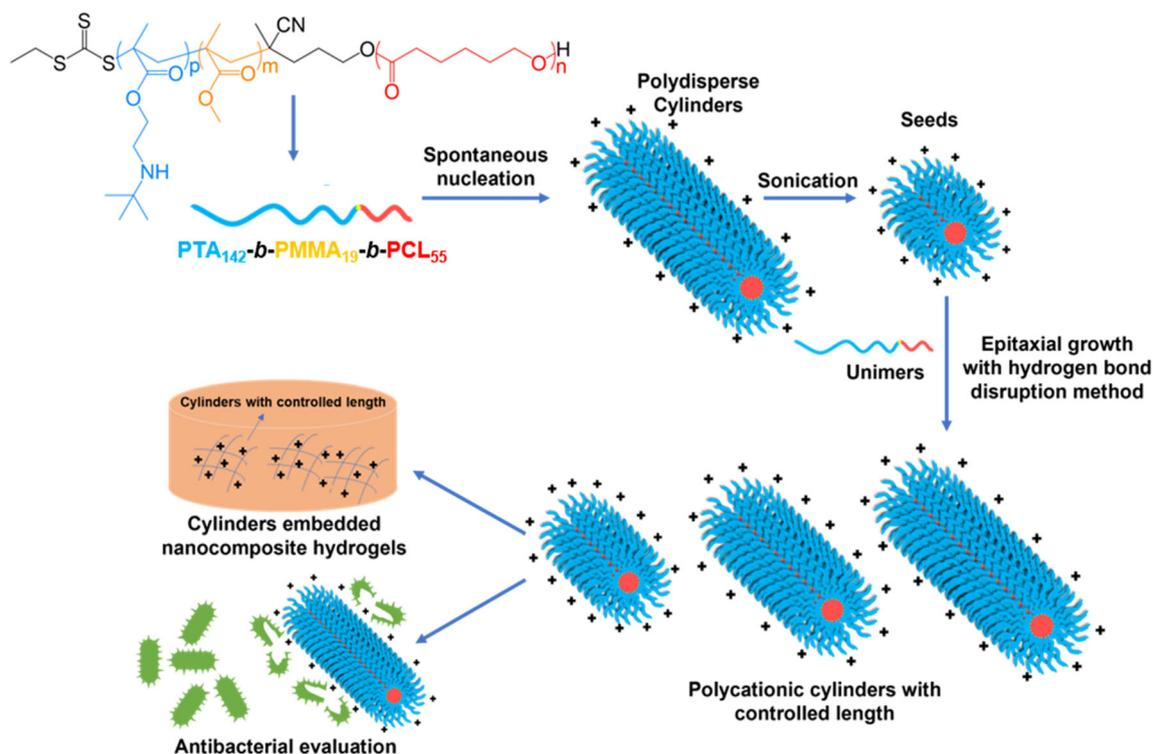 S
CN
S
S
p
m
O
O
H
n
O
O
O
O
O
NH
PTA142-b-PMMA19-b-PCL55
Spontaneous
nucleation
Polydisperse
Cylinders
Sonication
Seeds
Unimers
Epitaxial growth
with hydrogen bond
disruption method
Cylinders with controlled length
Cylinders embedded
nanocomposite hydrogels
Polycationic cylinders with
controlled length
Antibacterial evaluation